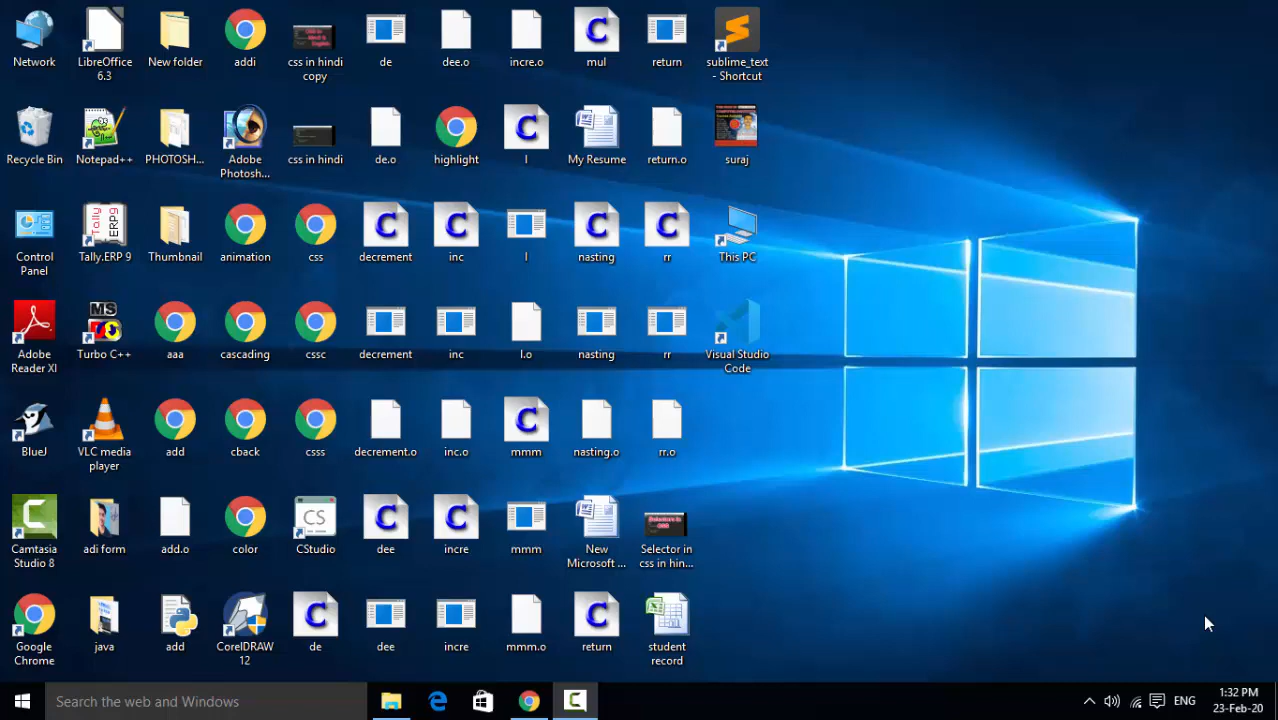 Network
LibreOffice
6.3
New folder
addi
css in hindi
copy
de
dee.o
incre.o
mul
return
sublime_text
- Shortcut
Recycle Bin
Notepad++
PHOTOSH...
Adobe
Photosh...
css in hindi
de.o
highlight
l
My Resume
return.o
suraj
Control
Panel
Tally.ERP 9
Thumbnail
animation
css
decrement
inc
l
nasting
rr
This PC
Adobe
Reader XI
Turbo C++
aaa
cascading
cssc
decrement
inc
l.o
nasting
rr
Visual Studio
Code
BlueJ
VLC media
player
add
cback
csss
decrement.o
inc.o
mmm
nasting.o
rr.o
Camtasia
Studio 8
adi form
add.o
color
CStudio
dee
incre
mmm
New
Microsoft ...
Selector in
css in hin...
Google
Chrome
java
add
CorelDRAW
12
de
dee
incre
mmm.o
return
student
record
Search the web and Windows
ENG
1:32 PM
23-Feb-20